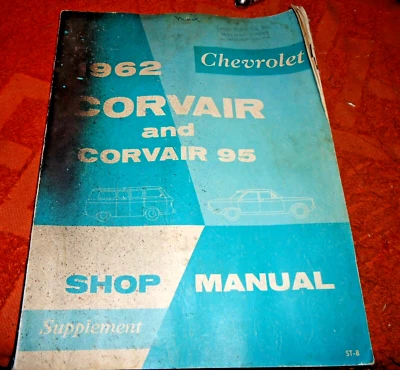 1962
Chevrolet
CORVAIR
and
CORVAIR 95
SHOP MANUAL
Supplement
ST-8